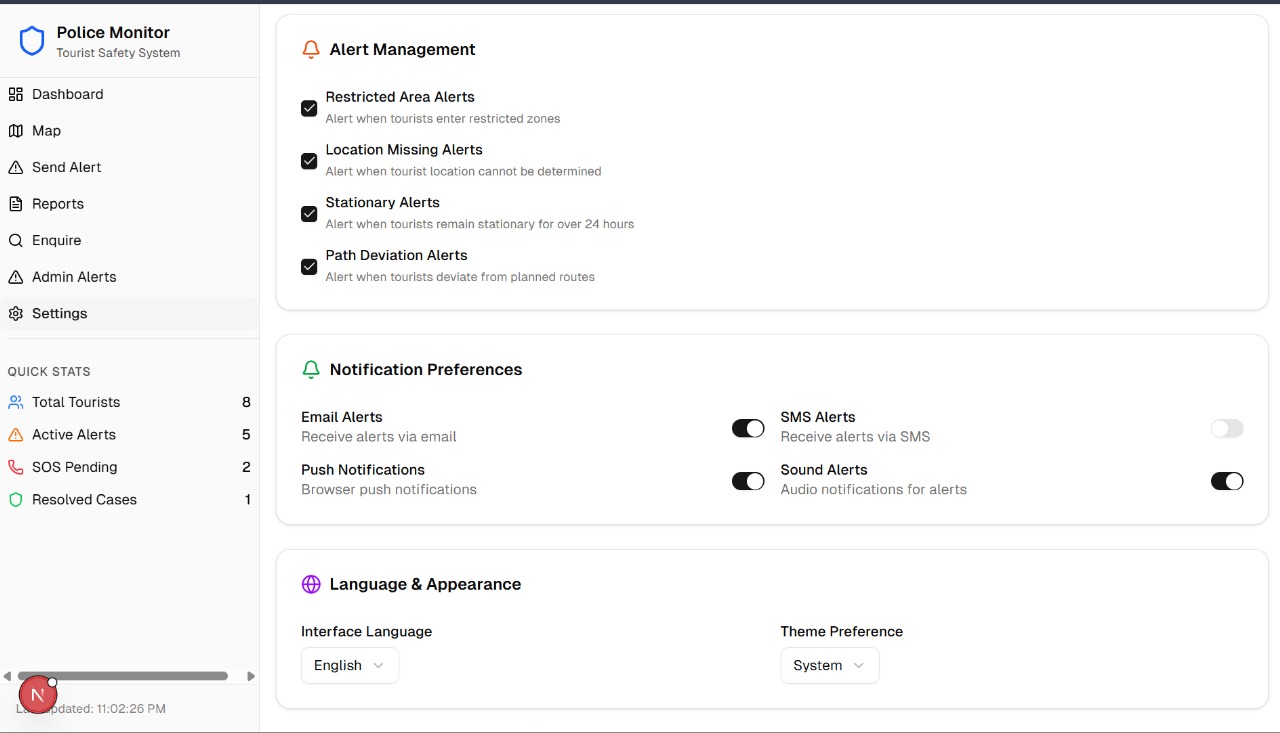 Police Monitor
Tourist Safety System
Dashboard
Map
Send Alert
Reports
Enquire
Admin Alerts
Settings
QUICK STATS
Total Tourists 8
Active Alerts 5
SOS Pending 2
Resolved Cases 1
N
updated: 11:02:26 PM
Alert Management
Restricted Area Alerts
Alert when tourists enter restricted zones
Location Missing Alerts
Alert when tourist location cannot be determined
Stationary Alerts
Alert when tourists remain stationary for over 24 hours
Path Deviation Alerts
Alert when tourists deviate from planned routes
Notification Preferences
Email Alerts
Receive alerts via email
SMS Alerts
Receive alerts via SMS
Push Notifications
Browser push notifications
Sound Alerts
Audio notifications for alerts
Language & Appearance
Interface Language
English
Theme Preference
System